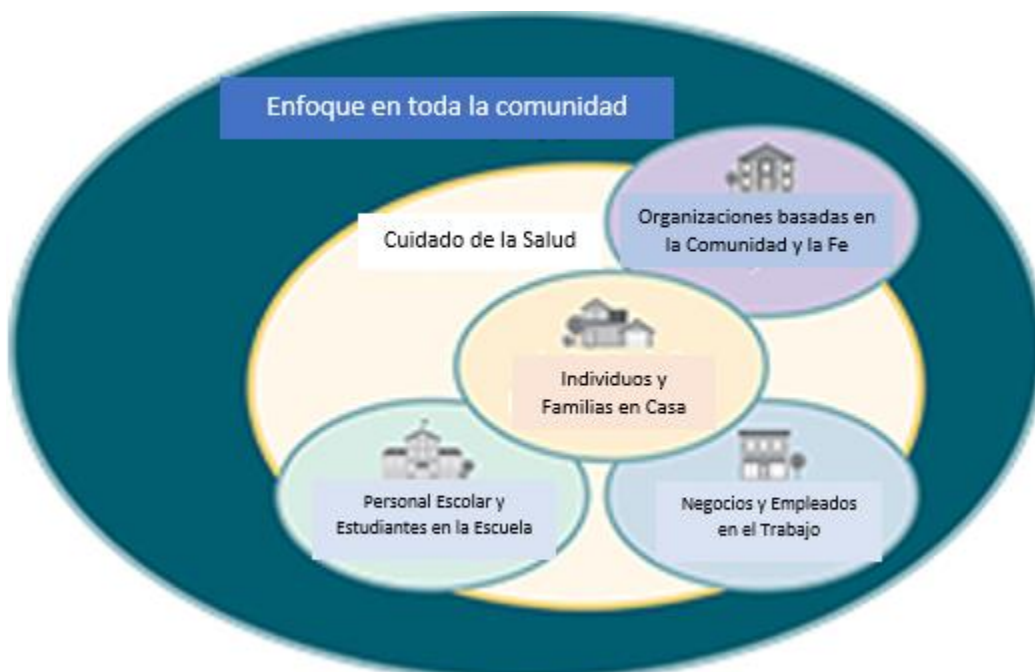 Enfoque en toda la comunidad
Organizaciones basadas en
la Comunidad y la Fe
Cuidado de la Salud
Individuos y
Familias en Casa
Personal Escolar y
Estudiantes en la Escuela
Negocios y Empleados
en el Trabajo